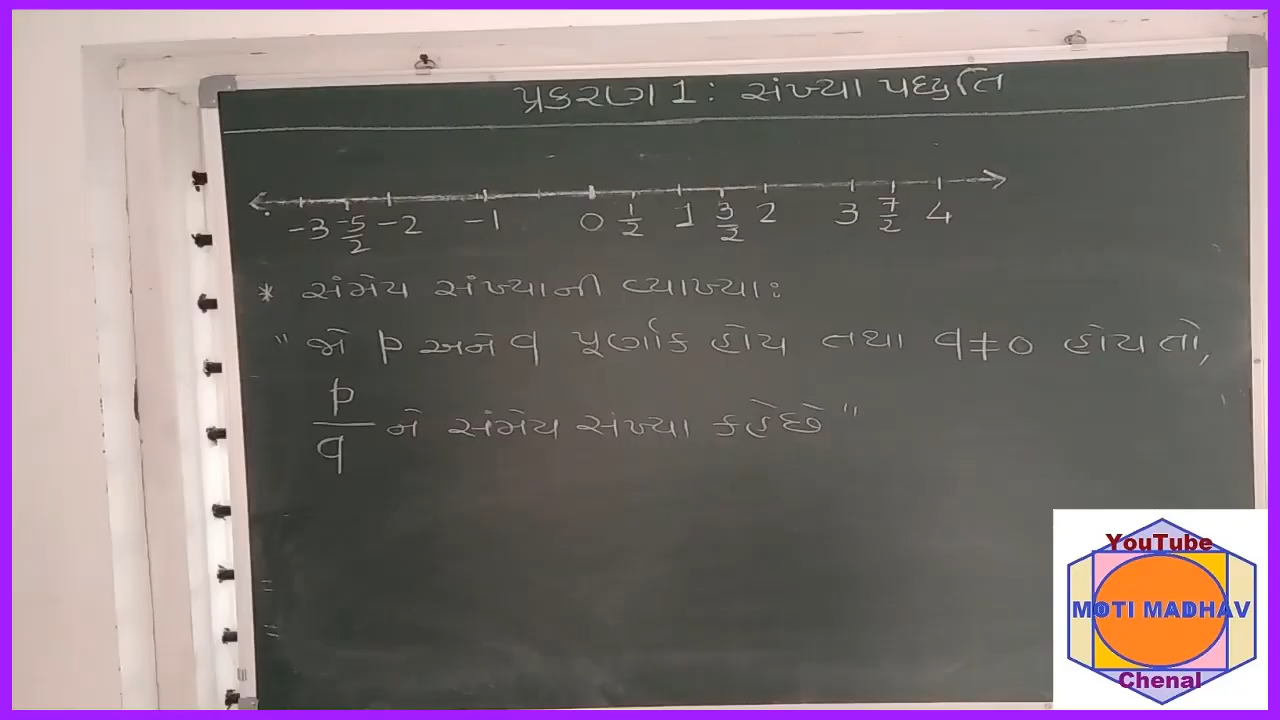 પ્રકરણ 1: સંખ્યા પદ્ધતિ
-3 -5/2 -2 -1 0 1/2 1 3/2 2 3 7/2 4
* સંમેય સંખ્યાની વ્યાખ્યા:
"જો p અને q પૂર્ણાંક હોય તથા q≠0 હોય તો,
p/q ને સંમેય સંખ્યા કહે છે"
YouTube
MOTI MADHAV
Chenal